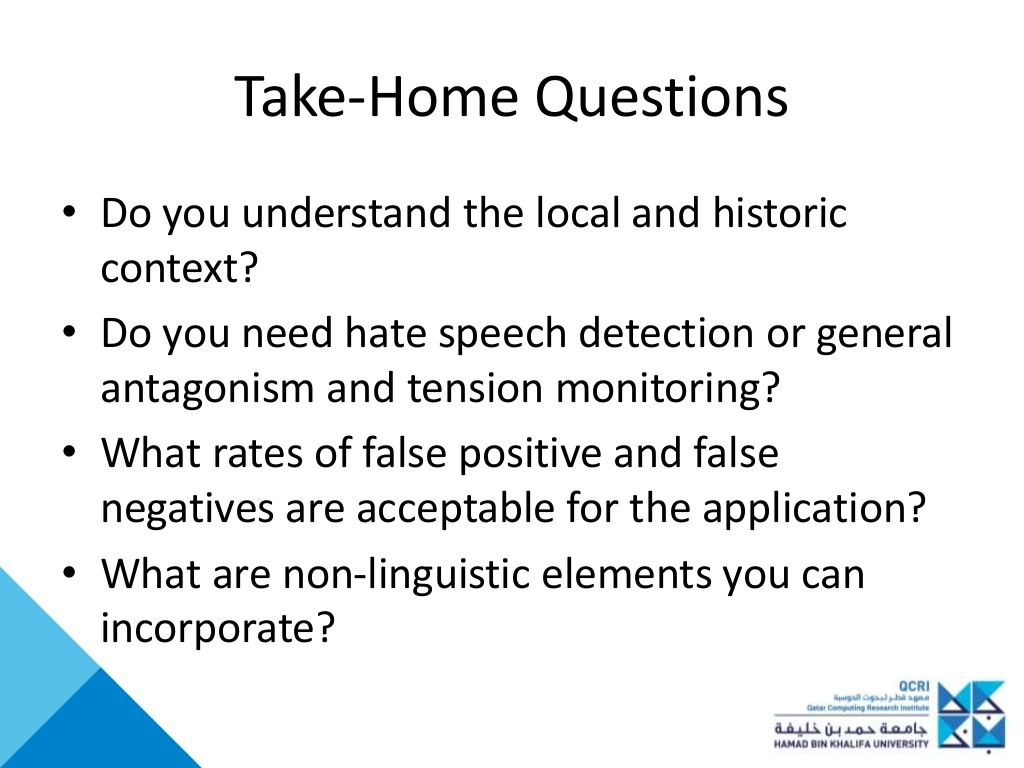 Take-Home Questions
• Do you understand the local and historic
context?
• Do you need hate speech detection or general
antagonism and tension monitoring?
• What rates of false positive and false
negatives are acceptable for the application?
• What are non-linguistic elements you can
incorporate?
QCRI
معهد قطر لبحوث الحوسبة
Qatar Computing Research Institute
جامعة حمد بن خليفة
HAMAD BIN KHALIFA UNIVERSITY